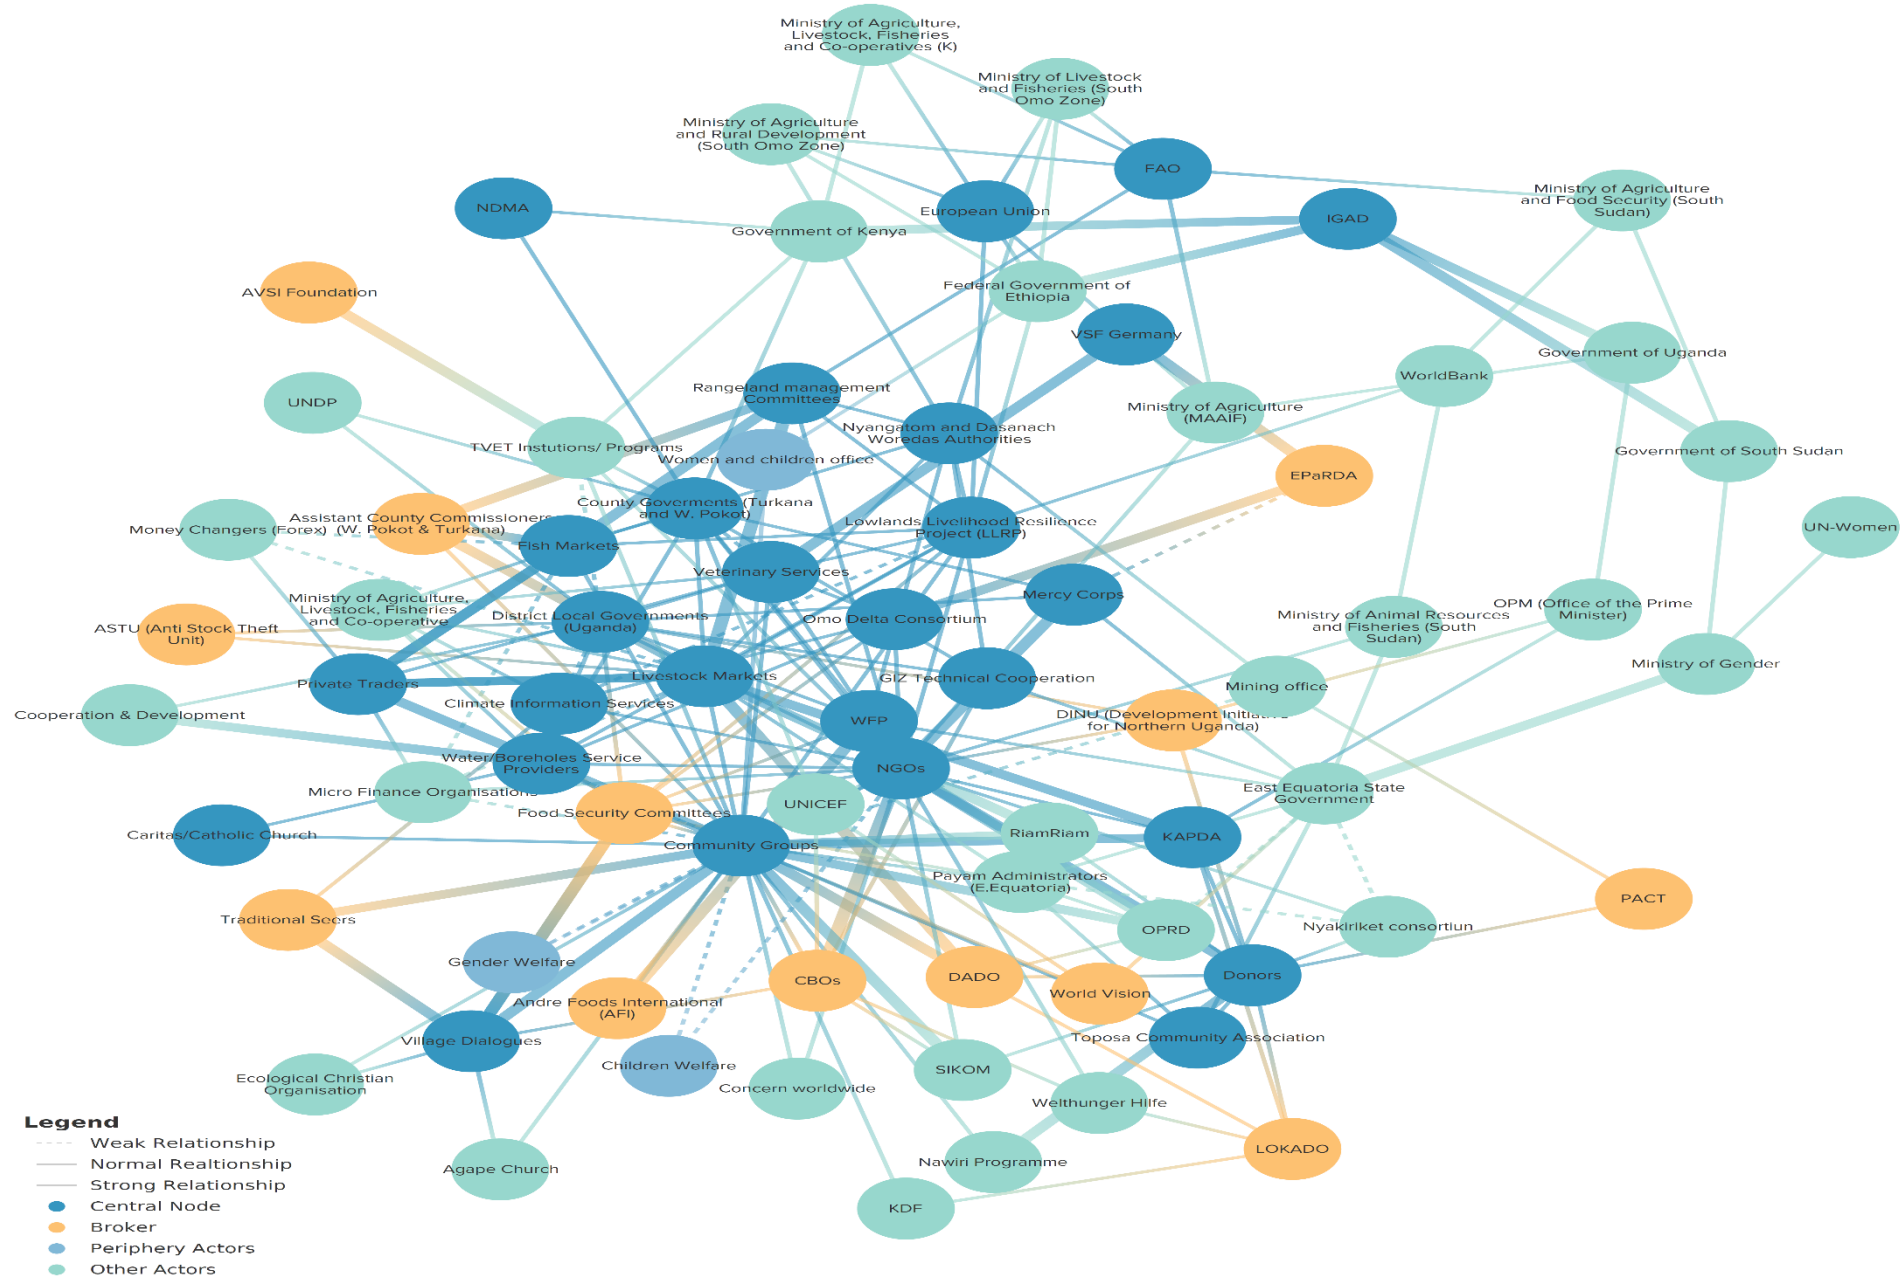 Ministry of Agriculture,
Livestock, Fisheries
and Co-operatives (K)
Ministry of Livestock
and Fisheries (South
Omo Zone)
Ministry of Agriculture
and Rural Development
(South Omo Zone)
FAO
NDMA
European Union
IGAD
Ministry of Agriculture
and Food Security (South
Sudan)
Government of Kenya
AVSI Foundation
Federal Government of
Ethiopia
VSF Germany
Government of Uganda
WorldBank
UNDP
Rangeland management
Committees
Ministry of Agriculture
(MAAIF)
Nyangatom and Dasanach
Woredas Authorities
TVET Instutions/ Programs
Women and children office
Government of South Sudan
EPaRDA
County Goverments (Turkana
and W. Pokot)
Money Changers (Forex)
Assistant County Commissioners
(W. Pokot & Turkana)
Fish Markets
Lowlands Livelihood Resilience
Project (LLRP)
UN-Women
Veterinary Services
Mercy Corps
Ministry of Agriculture,
Livestock, Fisheries
and Co-operative
District Local Governments
(Uganda)
Omo Delta Consortium
Ministry of Animal Resources
and Fisheries (South
Sudan)
OPM (Office of the Prime
Minister)
ASTU (Anti Stock Theft
Unit)
Ministry of Gender
Private Traders
Livestock Markets
GIZ Technical Cooperation
Mining office
Cooperation & Development
Climate Information Services
WFP
DINU (Development Initiative
for Northern Uganda)
Water/Boreholes Service
Providers
NGOs
Micro Finance Organisations
Food Security Committees
UNICEF
East Equatoria State
Government
Caritas/Catholic Church
Community Groups
RiamRiam
KAPDA
Payam Administrators
(E.Equatoria)
PACT
Traditional Seers
OPRD
Nyakiriket consortiun
Gender Welfare
CBOs
DADO
World Vision
Donors
Andre Foods International
(AFI)
Village Dialogues
Toposa Community Association
Children Welfare
SIKOM
Ecological Christian
Organisation
Concern worldwide
Welthunger Hilfe
LOKADO
Agape Church
Nawiri Programme
KDF
Legend
Weak Relationship
Normal Realtionship
Strong Relationship
Central Node
Broker
Periphery Actors
Other Actors